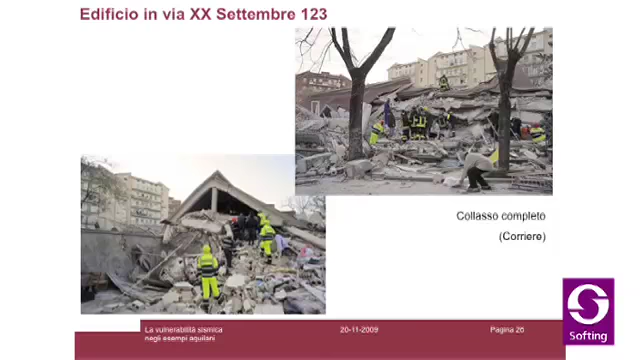 Edificio in via XX Settembre 123
Collasso completo
(Corriere)
La vulnerabilità sismica
negli esempi aquilani
20-11-2009
Pagina 26
Softing